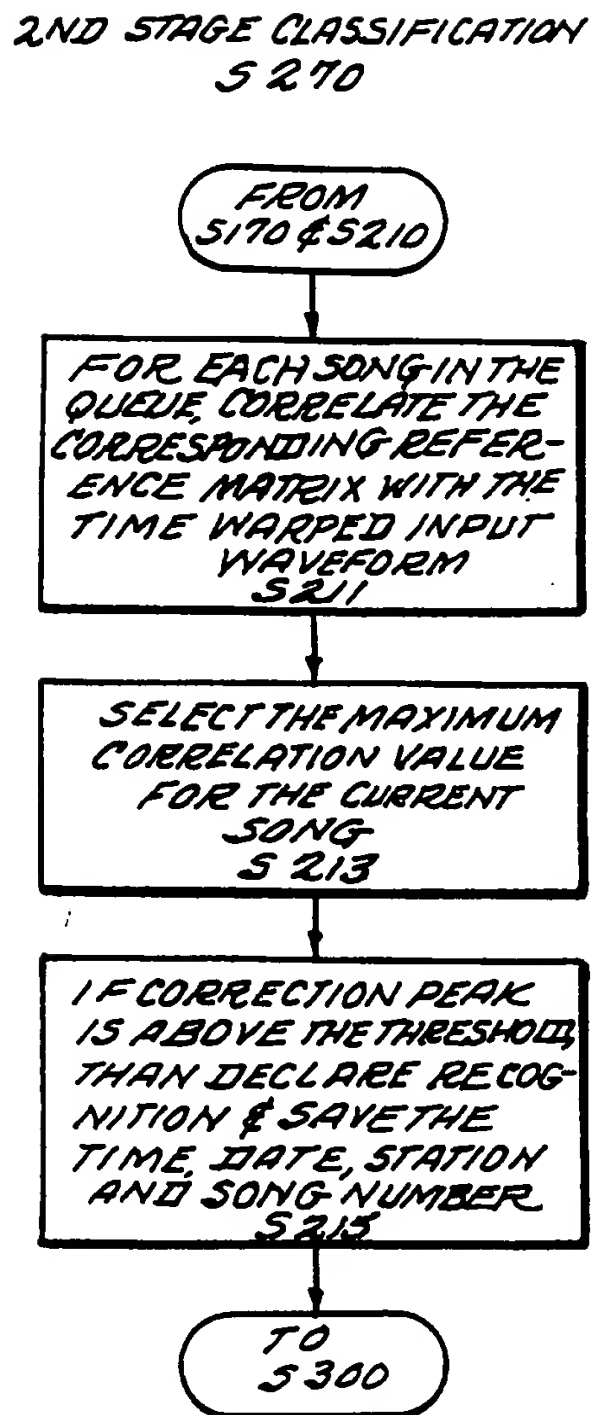 2ND STAGE CLASSIFICATION
S 270
FROM
S170 & S210
FOR EACH SONG IN THE
QUEUE, CORRELATE THE
CORRESPONDING REFER-
ENCE MATRIX WITH THE
TIME WARPED INPUT
WAVEFORM
S211
SELECT THE MAXIMUM
CORRELATION VALUE
FOR THE CURRENT
SONG
S 213
IF CORRECTION PEAK
IS ABOVE THE THRESHOLD,
THAN DECLARE RECOG-
NITION & SAVE THE
TIME, DATE, STATION
AND SONG NUMBER
S215
TO
S300